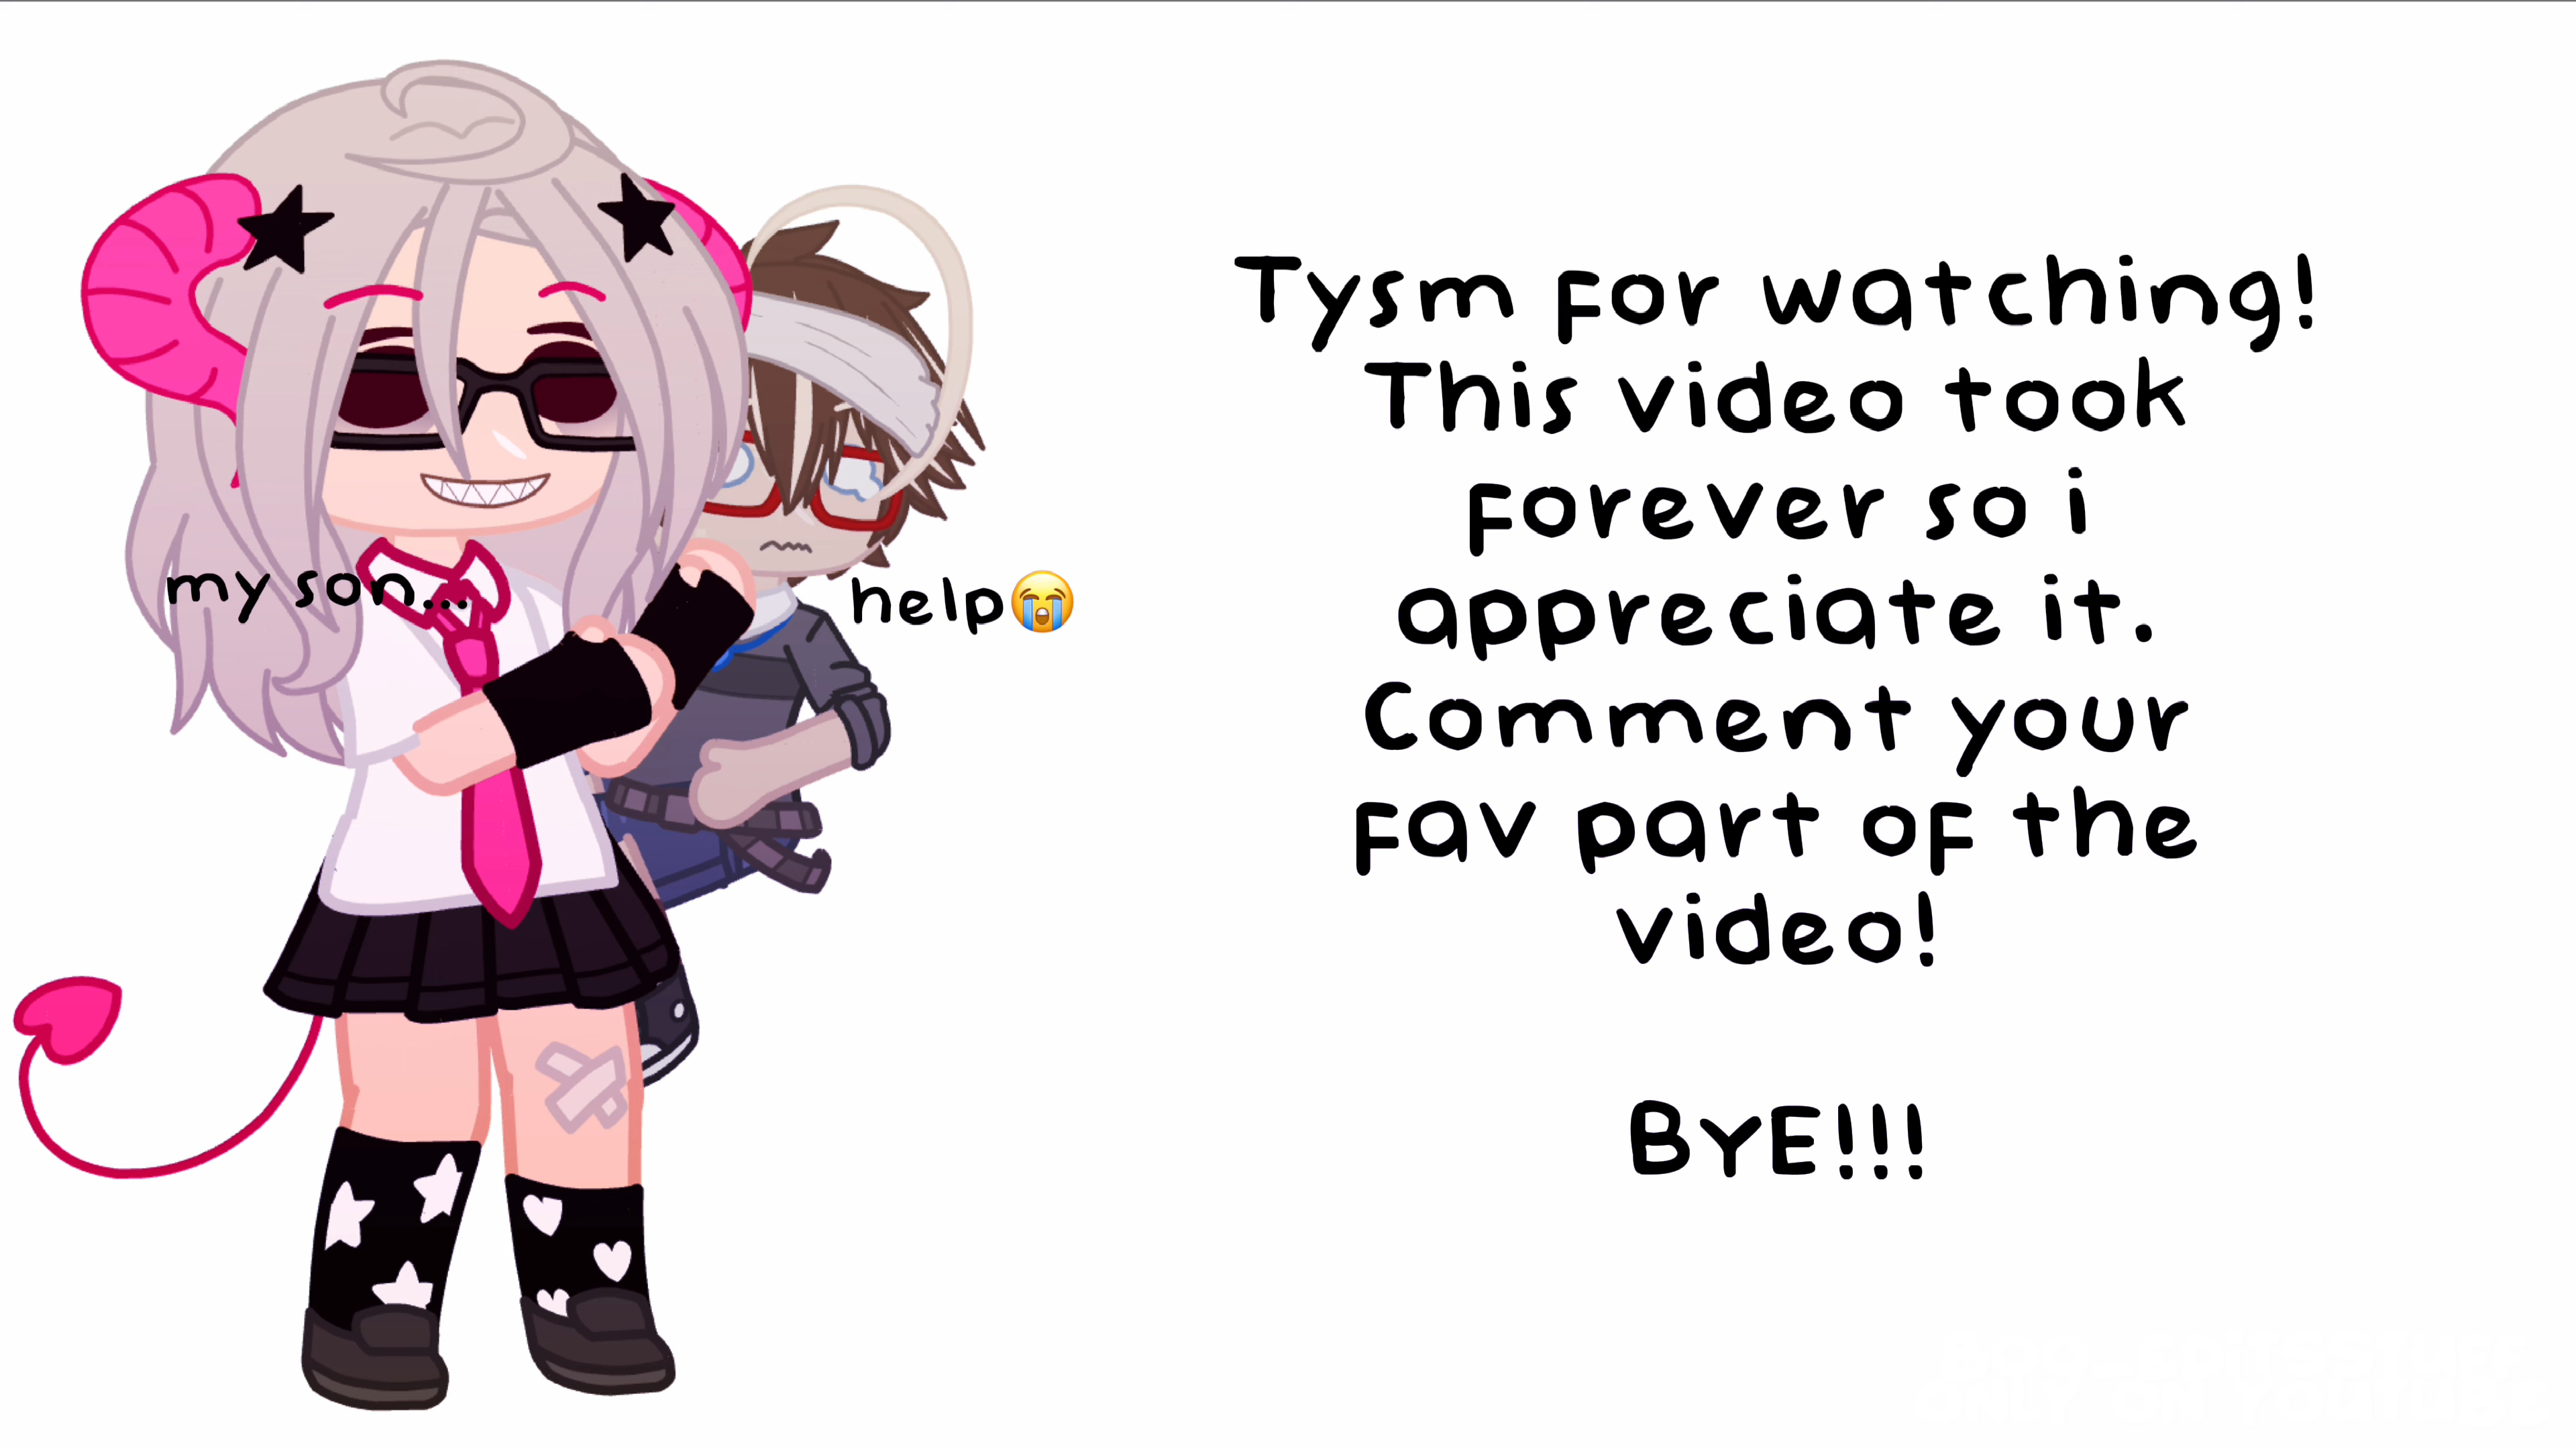 my son...
help😭
Tysm for watching!
This video took
forever so i
appreciate it.
Comment your
fav part of the
video!
BYE!!!